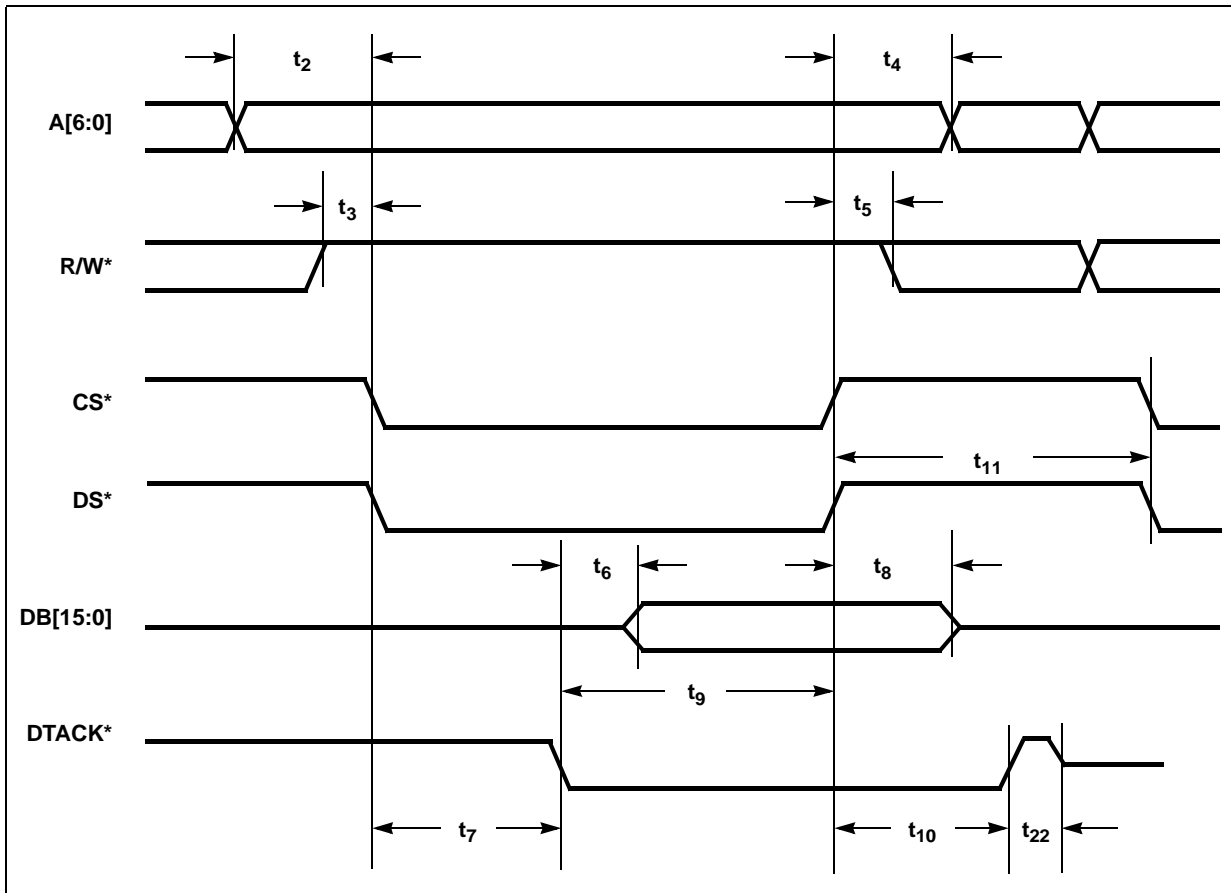 t2
t4
A[6:0]
t3
t5
R/W*
CS*
t11
DS*
t6
t8
DB[15:0]
t9
DTACK*
t7
t10
t22